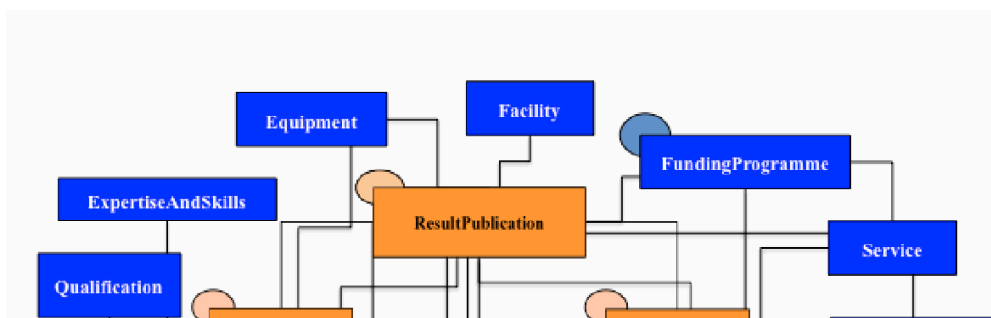 Facility
Equipment
FundingProgramme
ExpertiseAndSkills
ResultPublication
Service
Qualification